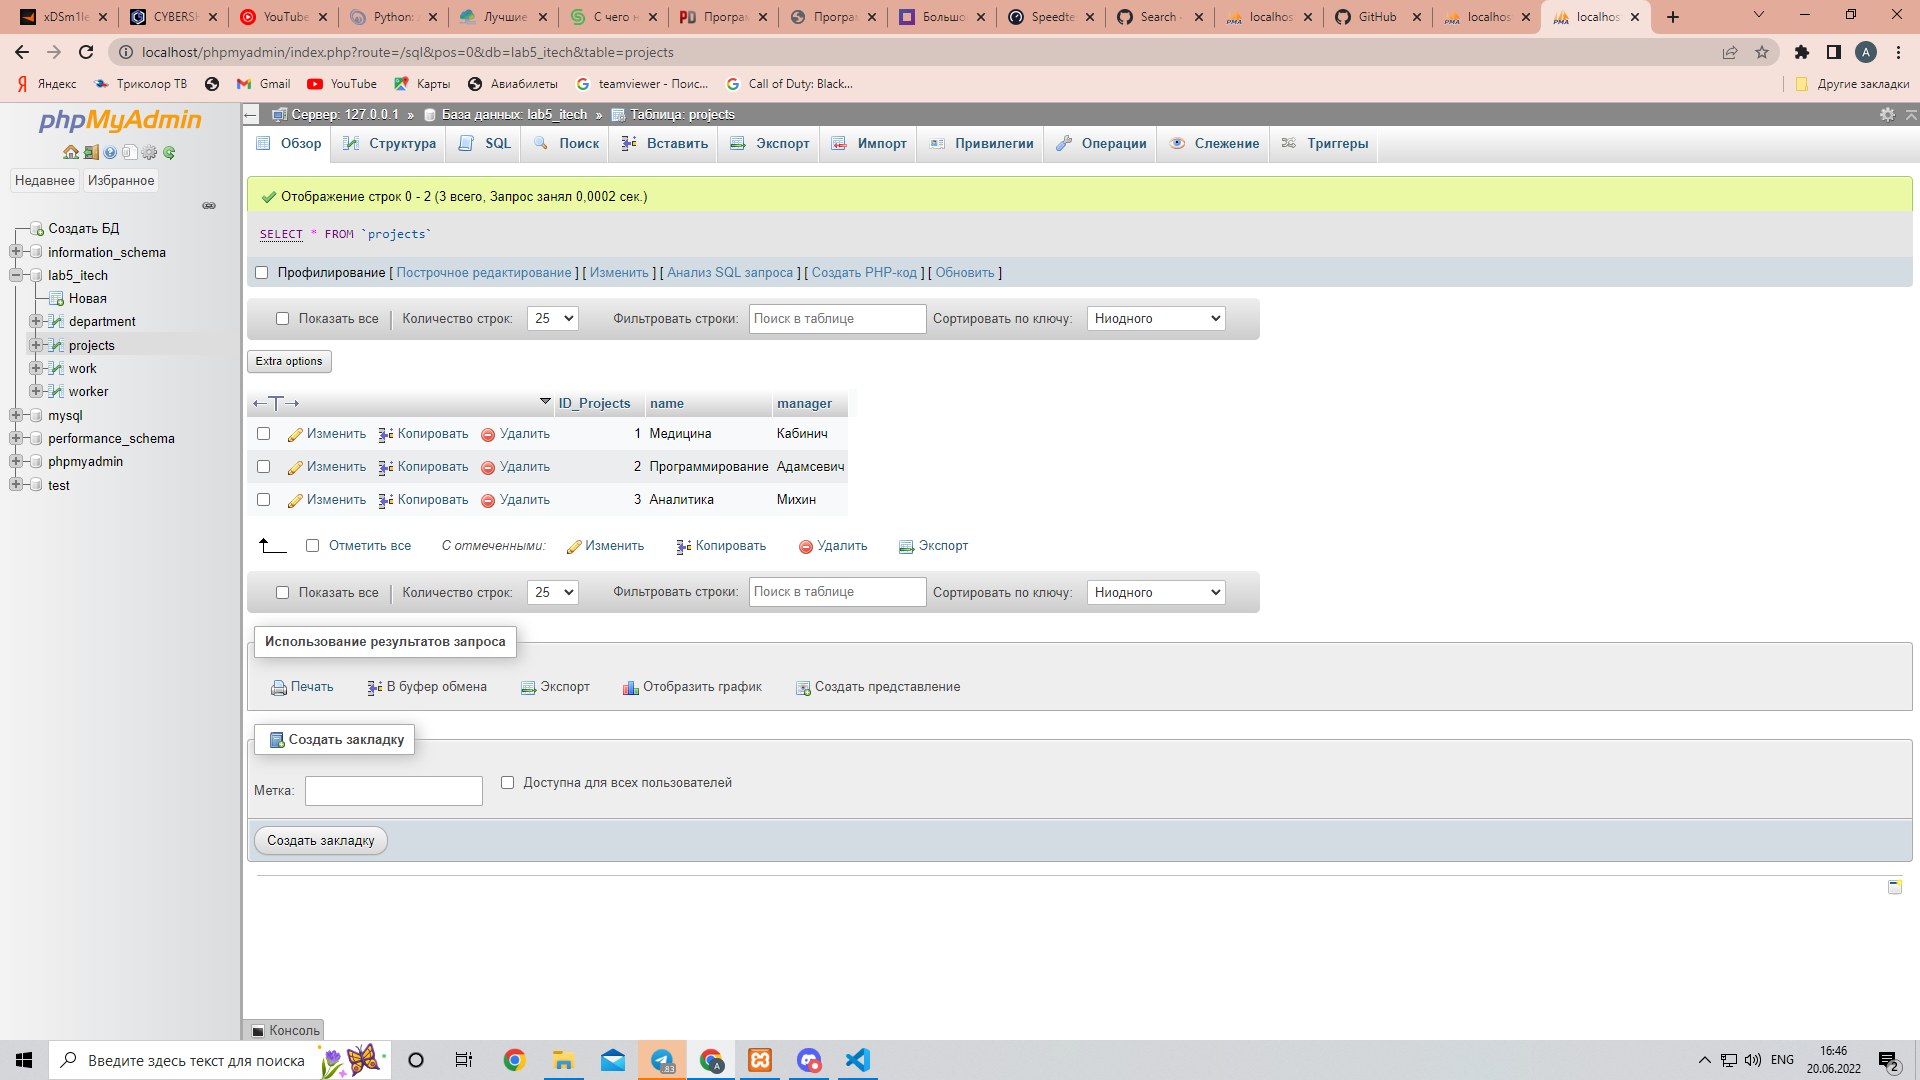 xDSm1le
CYBERSH
YouTube
Python:
Лучшие
С чего н
Програм
Програм
Большо
Speedte
Search
localhos
GitHub
localhos
localhos
localhost/phpmyadmin/index.php?route=/sql&pos=0&db=lab5_itech&table=projects
A
Яндекс
Триколор ТВ
Gmail
YouTube
Карты
Авиабилеты
teamviewer - Поис...
Call of Duty: Black...
Другие закладки
phpMyAdmin
Недавнее Избранное
Создать БД
information_schema
lab5_itech
Новая
department
projects
work
worker
mysql
performance_schema
phpmyadmin
test
Сервер: 127.0.0.1 » База данных: lab5_itech » Таблица: projects
Обзор Структура SQL Поиск Вставить Экспорт Импорт Привилегии Операции Слежение Триггеры
Отображение строк 0 - 2 (3 всего, Запрос занял 0,0002 сек.)
SELECT * FROM `projects`
Профилирование [ Построчное редактирование ] [ Изменить ] [ Анализ SQL запроса ] [ Создать PHP-код ] [ Обновить ]
Показать все | Количество строк: 25 Фильтровать строки: Поиск в таблице Сортировать по ключу: Ниодного
Extra options
←T→ ID_Projects name manager
Изменить Копировать Удалить 1 Медицина Кабинич
Изменить Копировать Удалить 2 Программирование Адамсевич
Изменить Копировать Удалить 3 Аналитика Михин
Отметить все С отмеченными: Изменить Копировать Удалить Экспорт
Показать все | Количество строк: 25 Фильтровать строки: Поиск в таблице Сортировать по ключу: Ниодного
Использование результатов запроса
Печать В буфер обмена Экспорт Отобразить график Создать представление
Создать закладку
Метка: Доступна для всех пользователей
Создать закладку
Консоль
Введите здесь текст для поиска
83
A
ENG
16:46
20.06.2022
2